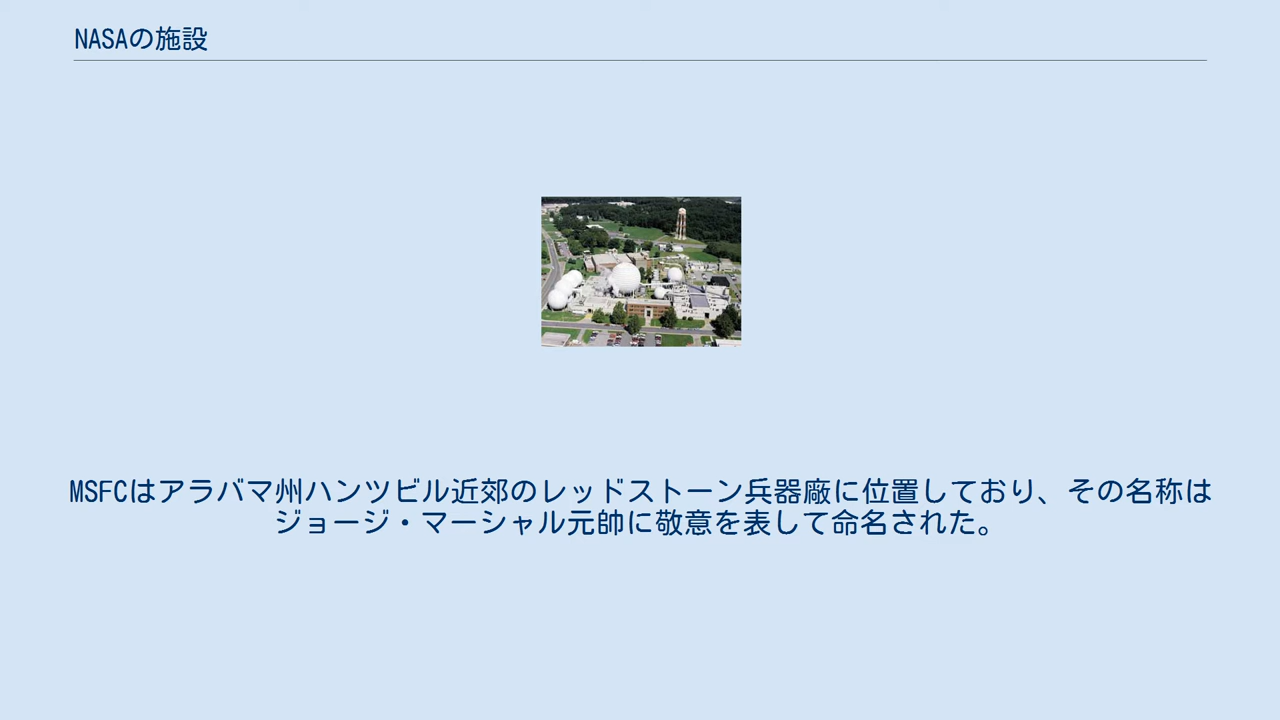 NASAの施設
MSFCはアラバマ州ハンツビル近郊のレッドストーン兵器廠に位置しており、その名称は
ジョージ・マーシャル元帥に敬意を表して命名された。